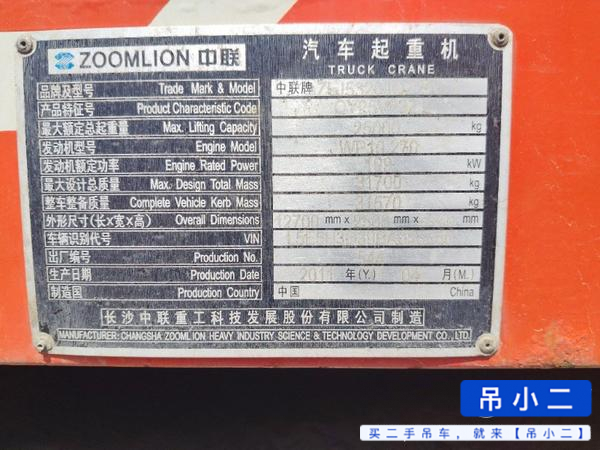 ZOOMLION 中联
汽车起重机
TRUCK CRANE
品牌及型号 Trade Mark & Model 中联牌
产品特征号 Product Characteristic Code
最大额定总起重量 Max. Lifting Capacity kg
发动机型号 Engine Model
发动机额定功率 Engine Rated Power kW
最大设计总质量 Max. Design Total Mass 31700 kg
整车整备质量 Complete Vehicle Kerb Mass 31570 kg
外形尺寸(长X宽X高) Overall Dimensions 12700 mm x mm x mm
车辆识别代号 VIN
出厂编号 Production No.
生产日期 Production Date 2011 年(Y.) 04 月(M.)
制造国 Production Country 中国 China
长沙中联重工科技发展股份有限公司制造
MANUFACTURER: CHANGSHA ZOOMLION HEAVY INDUSTRY SCIENCE & TECHNOLOGY DEVELOPMENT CO., LTD.
吊小二
买二手吊车，就来【吊小二】